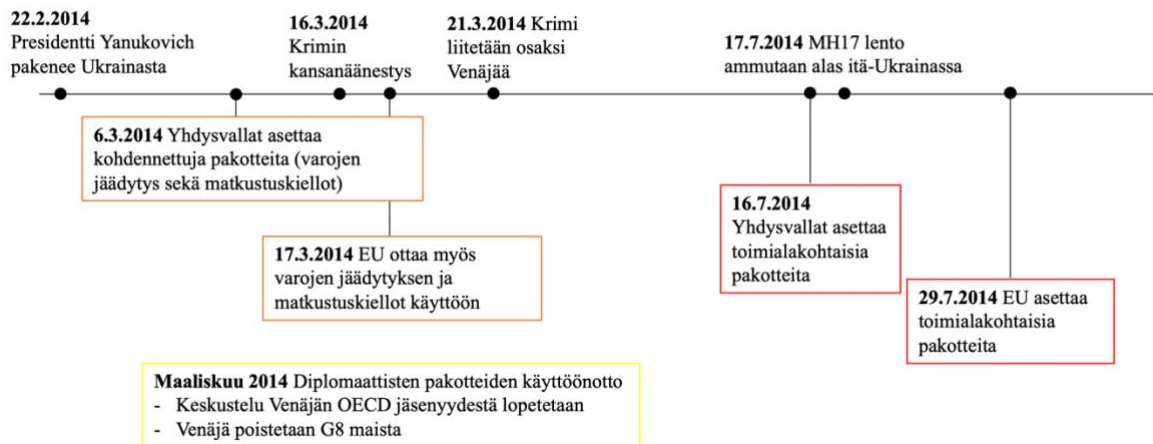 22.2.2014
Presidentti Yanukovich
pakenee Ukrainasta
16.3.2014
Krimin
kansanäänestys
21.3.2014 Krimi
liitetään osaksi
Venäjää
17.7.2014 MH17 lento
ammutaan alas itä-Ukrainassa
6.3.2014 Yhdysvallat asettaa
kohdennettuja pakotteita (varojen
jäädytys sekä matkustuskiellot)
17.3.2014 EU ottaa myös
varojen jäädytyksen ja
matkustuskiellot käyttöön
16.7.2014
Yhdysvallat asettaa
toimialakohtaisia
pakotteita
29.7.2014 EU asettaa
toimialakohtaisia
pakotteita
Maaliskuu 2014 Diplomaattisten pakotteiden käyttöönotto
- Keskustelu Venäjän OECD jäsenyydestä lopetetaan
- Venäjä poistetaan G8 maista